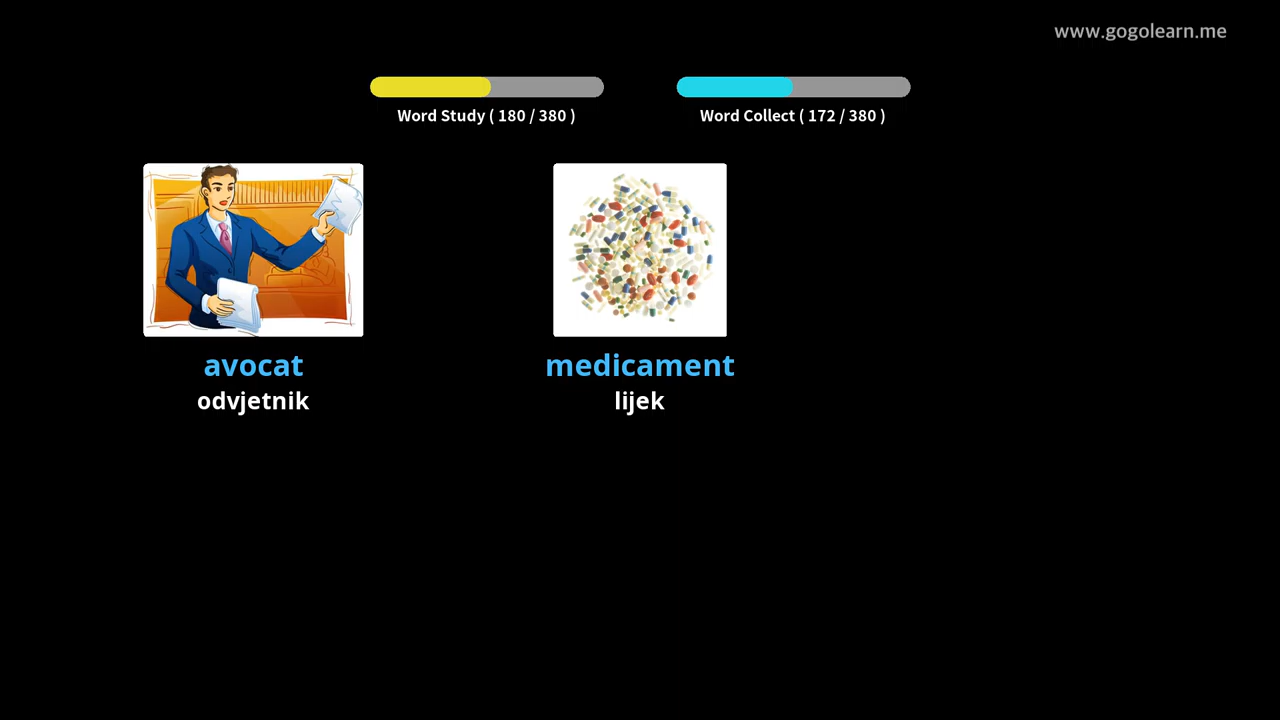 www.gogolearn.me
Word Study ( 180 / 380 )
Word Collect ( 172 / 380 )
avocat
odvjetnik
medicament
lijek